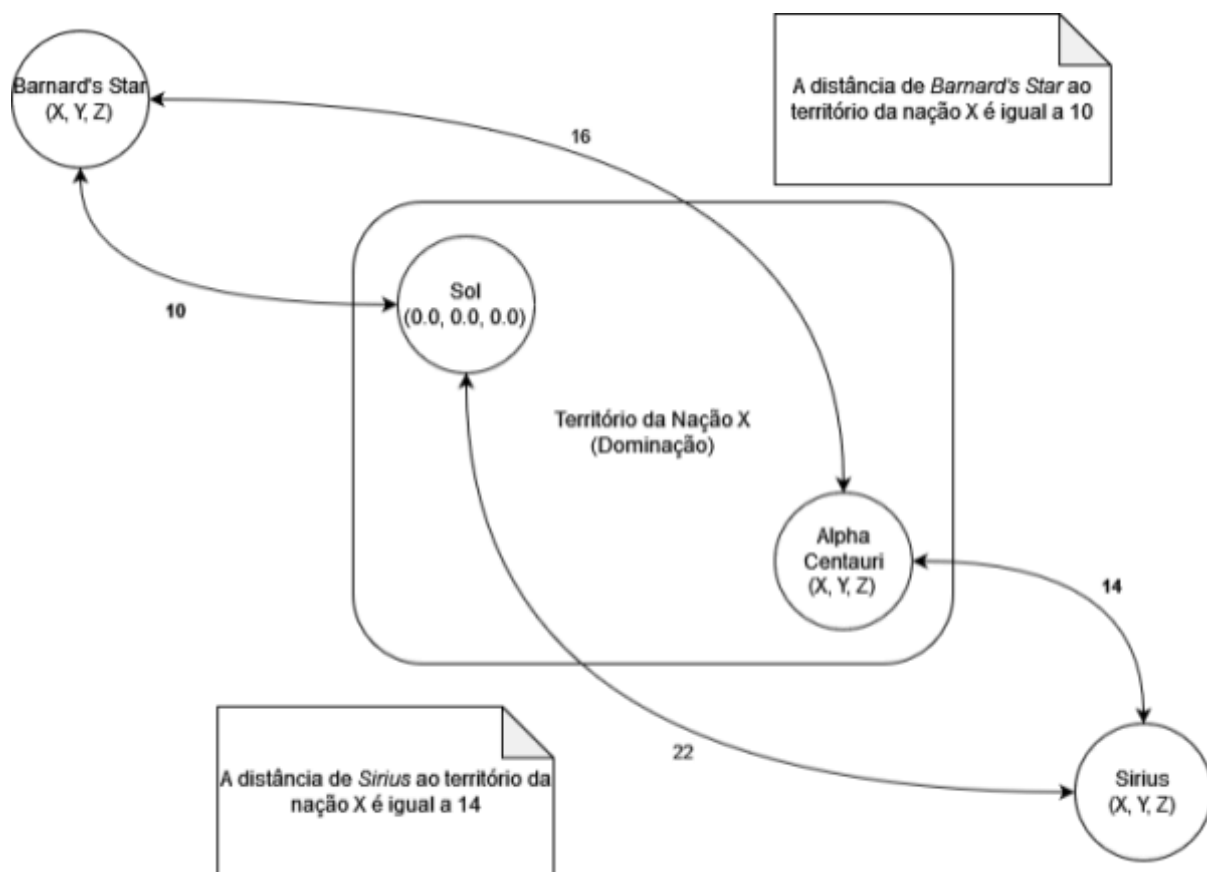 Barnard's Star
(X, Y, Z)
A distância de Barnard's Star ao
território da nação X é igual a 10
16
10
Sol
(0.0, 0.0, 0.0)
Território da Nação X
(Dominação)
Alpha
Centauri
(X, Y, Z)
14
22
A distância de Sirius ao território da
nação X é igual a 14
Sirius
(X, Y, Z)